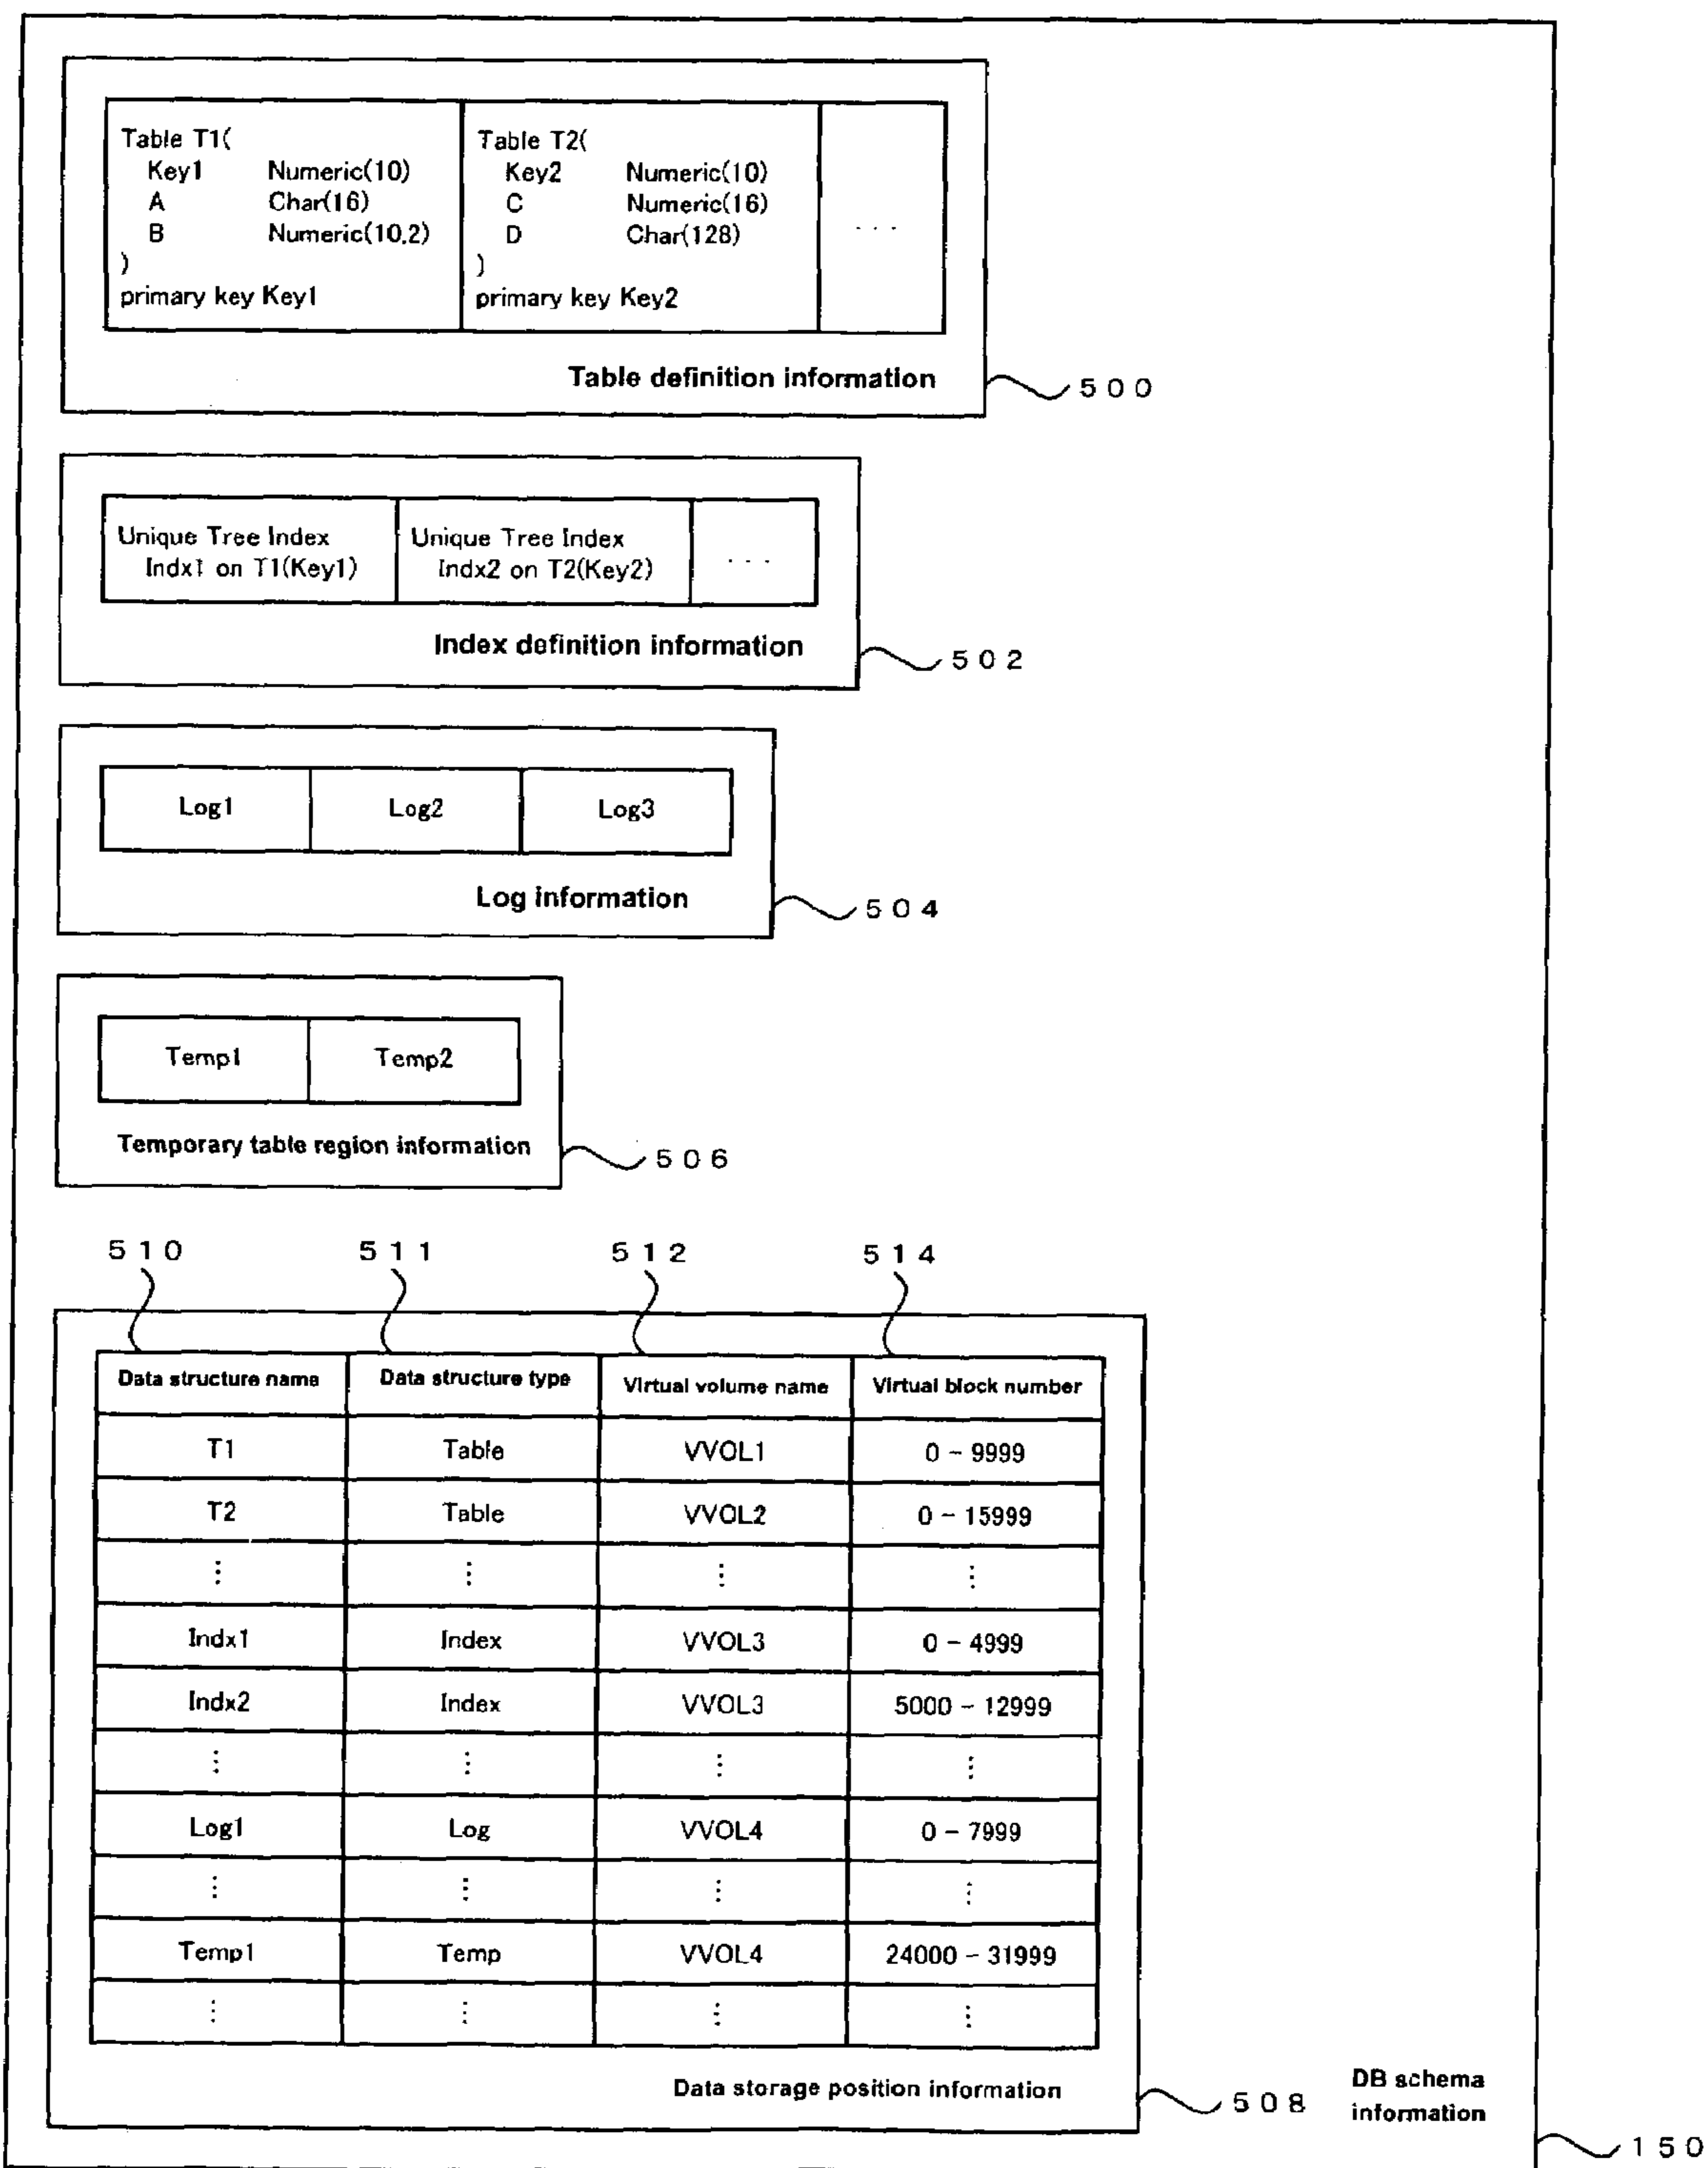 Table T1(
Key1 Numeric(10)
A Char(16)
B Numeric(10,2)
)
primary key Key1
Table T2(
Key2 Numeric(10)
C Numeric(16)
D Char(128)
)
primary key Key2
...
Table definition information
500
Unique Tree Index
Indx1 on T1(Key1)
Unique Tree Index
Indx2 on T2(Key2)
...
Index definition information
502
Log1 Log2 Log3
Log information
504
Temp1 Temp2
Temporary table region information
506
510 511 512 514
Data structure name Data structure type Virtual volume name Virtual block number
T1 Table VVOL1 0 - 9999
T2 Table VVOL2 0 - 15999
⋮ ⋮ ⋮ ⋮
Indx1 Index VVOL3 0 - 4999
Indx2 Index VVOL3 5000 - 12999
⋮ ⋮ ⋮ ⋮
Log1 Log VVOL4 0 - 7999
⋮ ⋮ ⋮ ⋮
Temp1 Temp VVOL4 24000 - 31999
⋮ ⋮ ⋮ ⋮
Data storage position information
508
DB schema
information
150